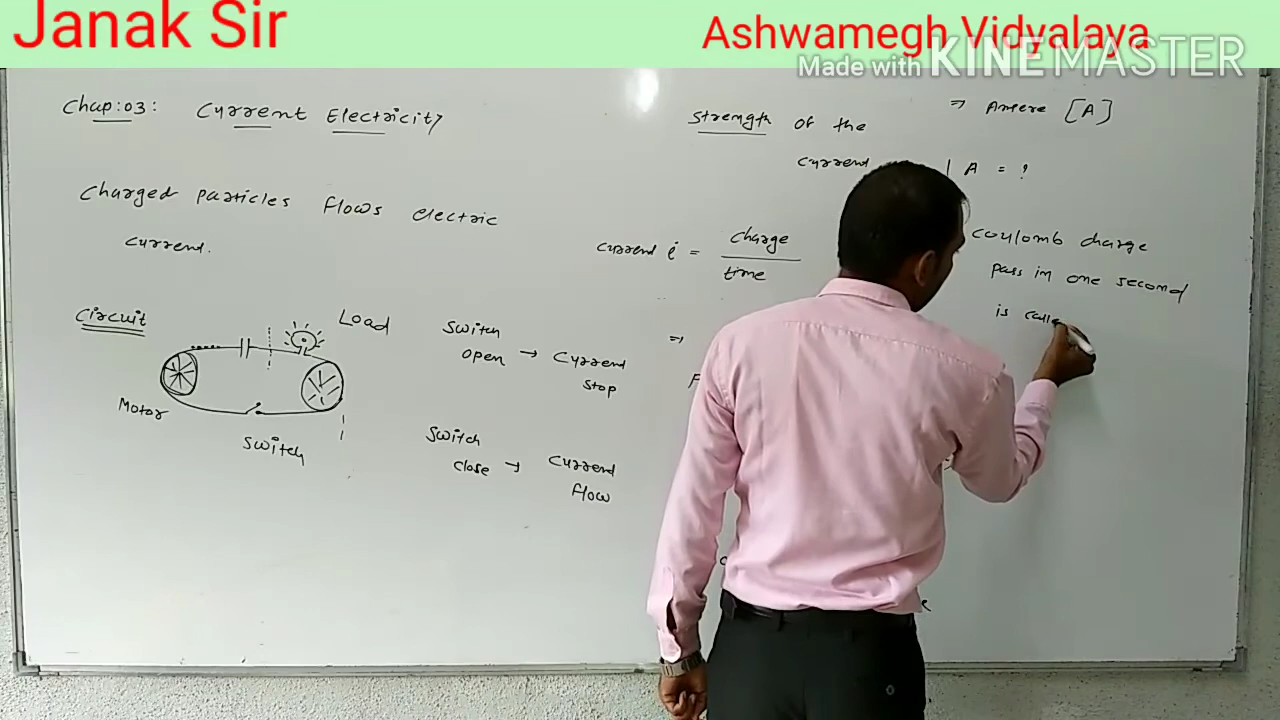 Janak Sir
Ashwamegh Vidyalaya
Made with KINEMASTER
Chap:03: Current Electricity
Charged particles flows electric
current.
Circuit
Load
Motor
Switch
Switch
open → Current
stop
Switch
close → Current
flow
Strength of the
current
current i = charge
time
⇒
F
⇒ Amere [A]
1 A = ?
coulomb charge
pass in one second
is calle